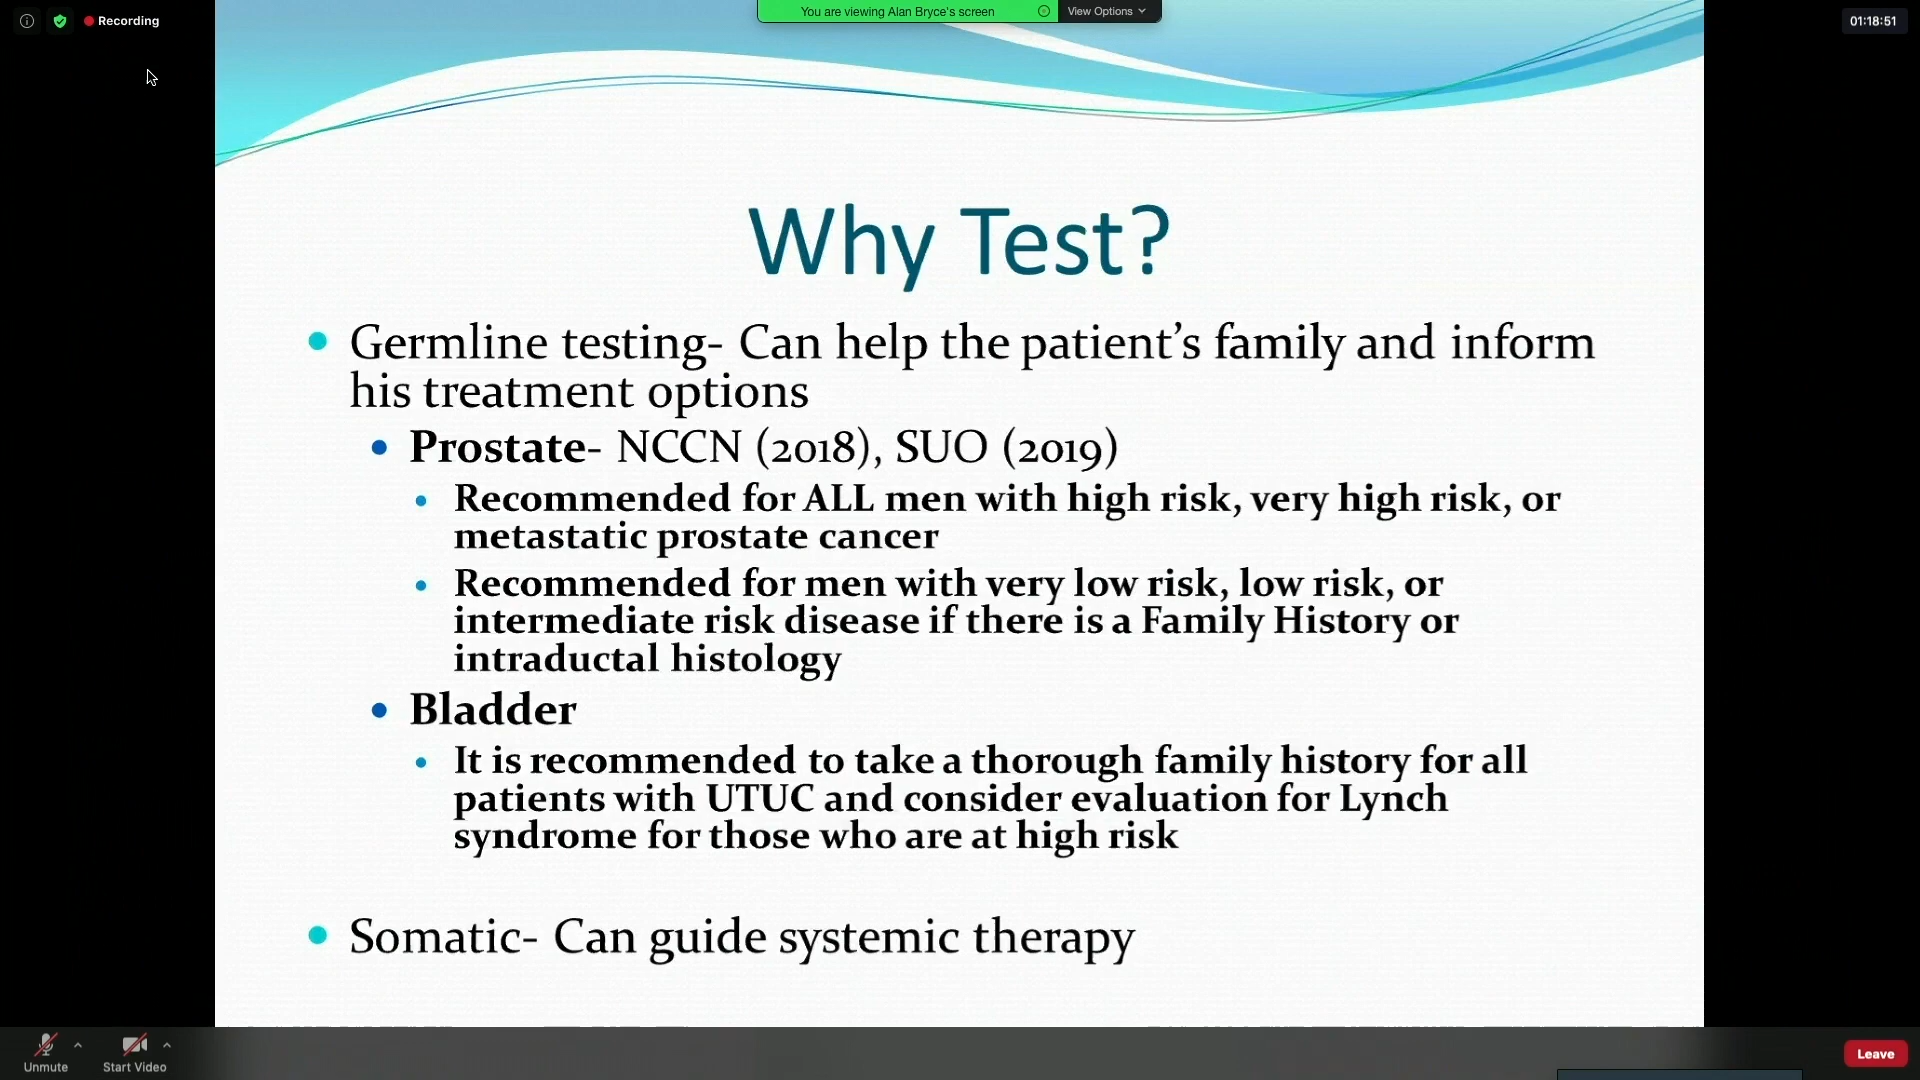 Recording
You are viewing Alan Bryce's screen
View Options
01:18:51
Why Test?
Germline testing- Can help the patient’s family and inform
his treatment options
Prostate- NCCN (2018), SUO (2019)
Recommended for ALL men with high risk, very high risk, or
metastatic prostate cancer
Recommended for men with very low risk, low risk, or
intermediate risk disease if there is a Family History or
intraductal histology
Bladder
It is recommended to take a thorough family history for all
patients with UTUC and consider evaluation for Lynch
syndrome for those who are at high risk
Somatic- Can guide systemic therapy
Unmute
Start Video
Leave